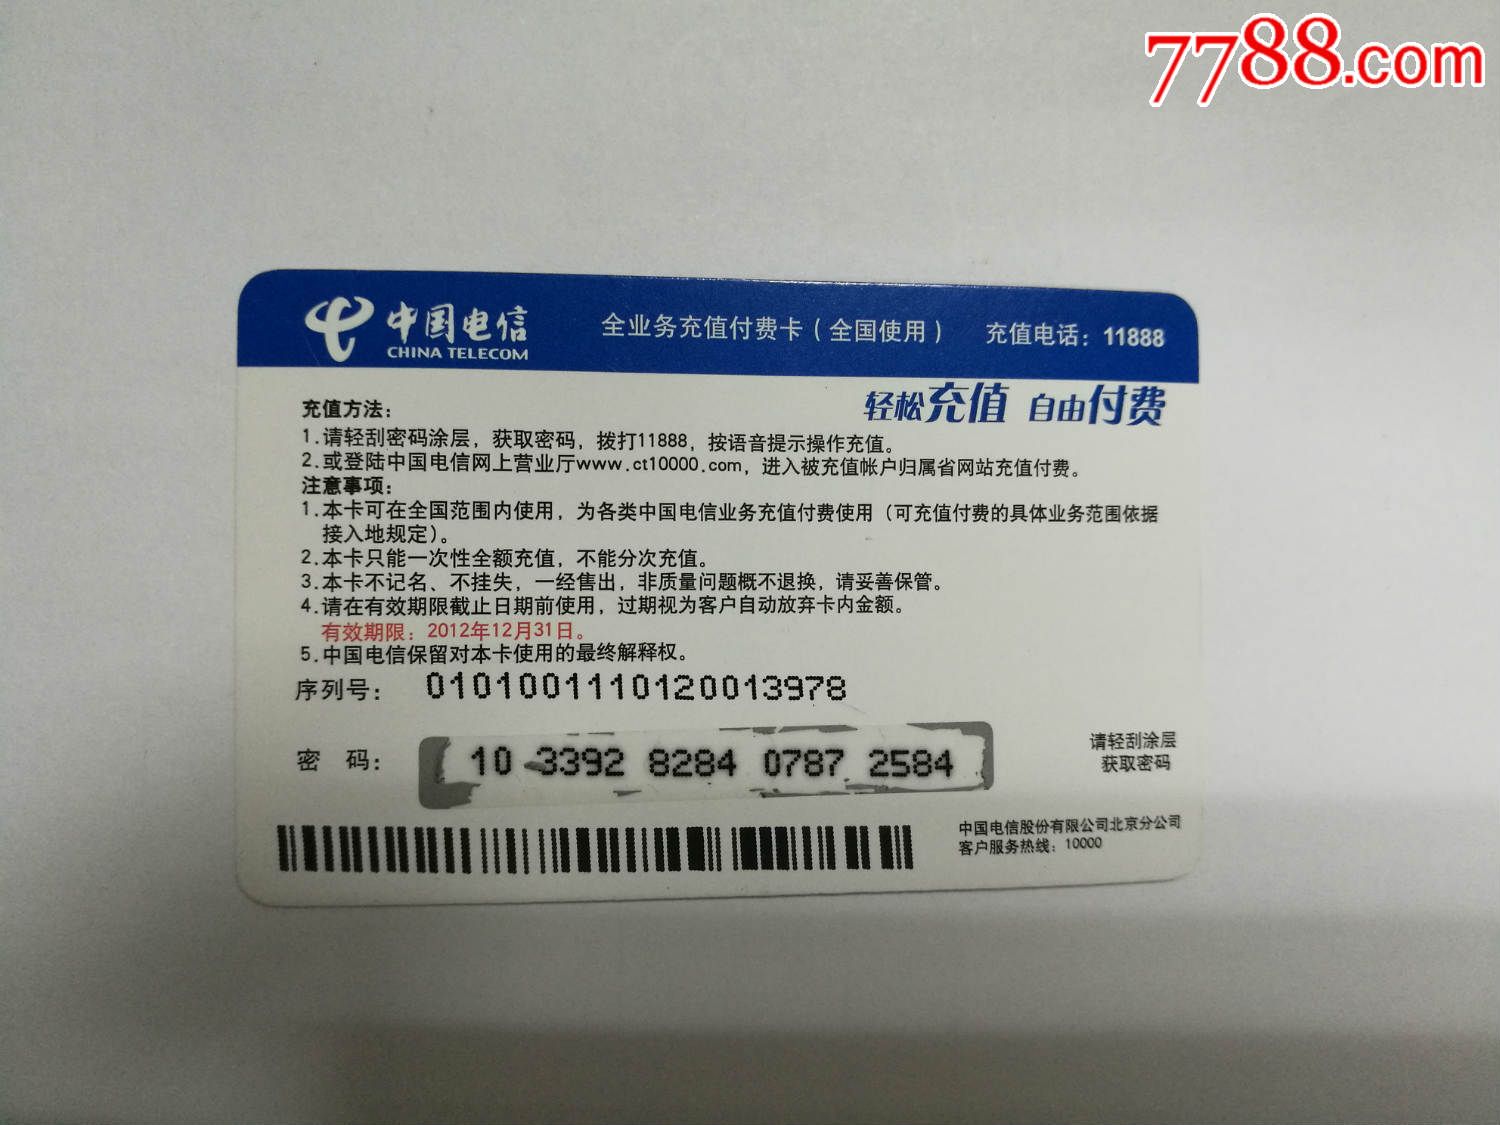 7788.com
中国电信
CHINA TELECOM
全业务充值付费卡（全国使用） 充值电话：11888
轻松充值 自由付费
充值方法：
1.请轻刮密码涂层，获取密码，拨打11888，按语音提示操作充值。
2.或登陆中国电信网上营业厅www.ct10000.com，进入被充值帐户归属省网站充值付费。
注意事项：
1.本卡可在全国范围内使用，为各类中国电信业务充值付费使用（可充值付费的具体业务范围依据
接入地规定）。
2.本卡只能一次性全额充值，不能分次充值。
3.本卡不记名、不挂失，一经售出，非质量问题概不退换，请妥善保管。
4.请在有效期限截止日期前使用，过期视为客户自动放弃卡内金额。
有效期限：2012年12月31日。
5.中国电信保留对本卡使用的最终解释权。
序列号： 0101001110120013978
密 码： 10 3392 8284 0787 2584
请轻刮涂层
获取密码
中国电信股份有限公司北京分公司
客户服务热线：10000